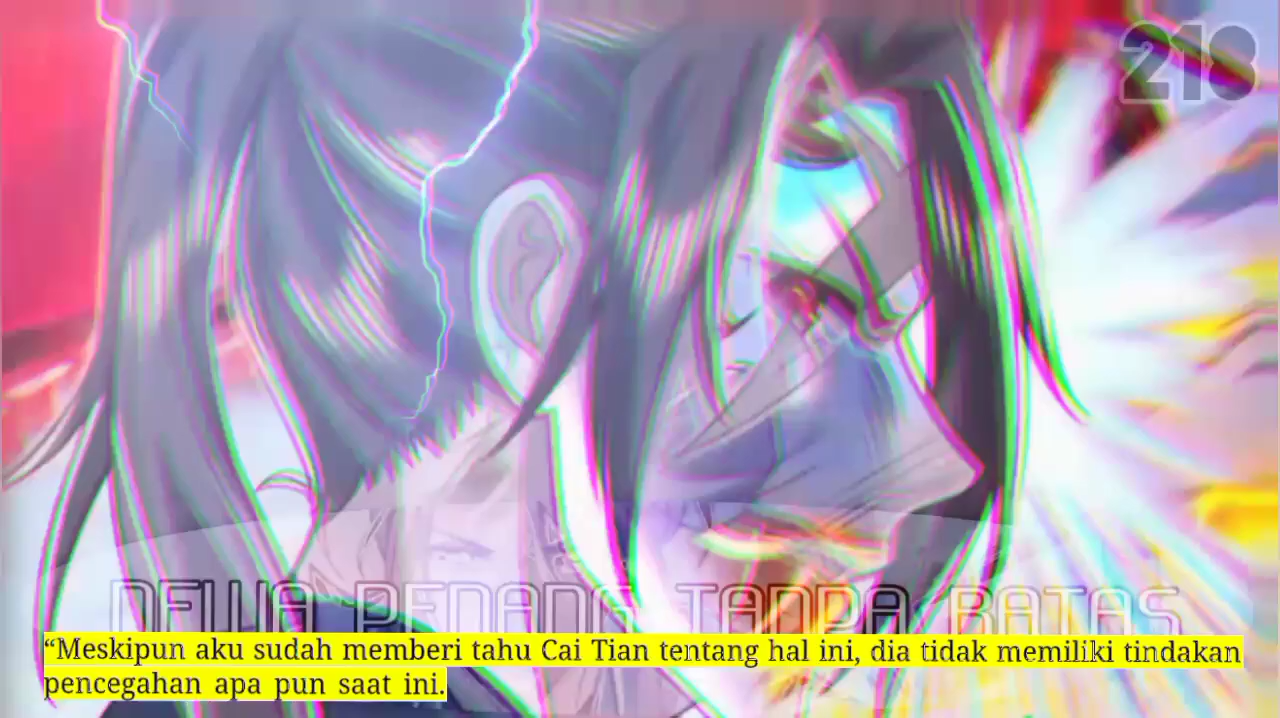 218
DEWA PEDANG TANPA BATAS
“Meskipun aku sudah memberi tahu Cai Tian tentang hal ini, dia tidak memiliki tindakan
pencegahan apa pun saat ini.